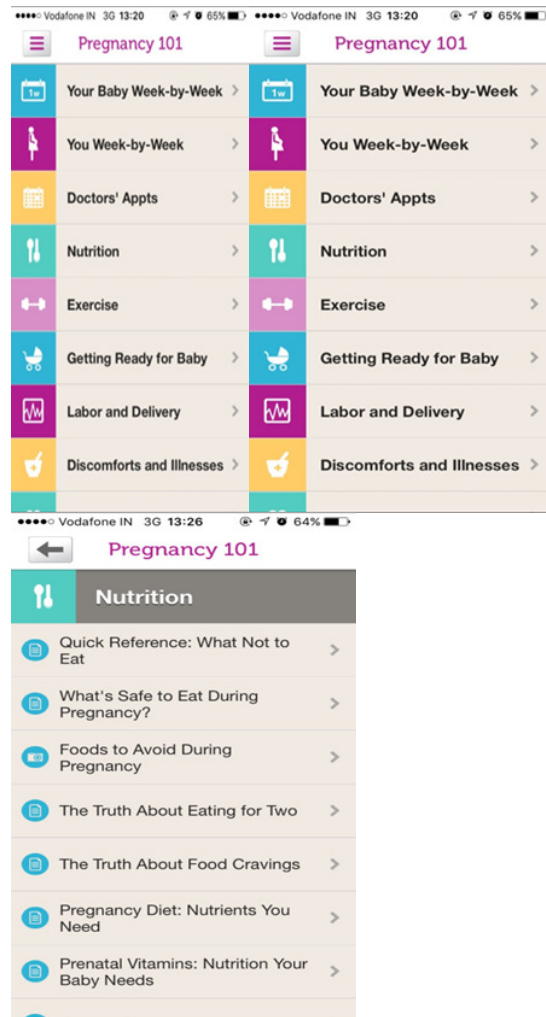 Vodafone IN 3G 13:20 65%
Pregnancy 101
1w
Your Baby Week-by-Week
You Week-by-Week
Doctors' Appts
Nutrition
Exercise
Getting Ready for Baby
Labor and Delivery
Discomforts and Illnesses
Vodafone IN 3G 13:20 65%
Pregnancy 101
1w
Your Baby Week-by-Week
You Week-by-Week
Doctors' Appts
Nutrition
Exercise
Getting Ready for Baby
Labor and Delivery
Discomforts and Illnesses
Vodafone IN 3G 13:26 64%
Pregnancy 101
Nutrition
Quick Reference: What Not to
Eat
What's Safe to Eat During
Pregnancy?
Foods to Avoid During
Pregnancy
The Truth About Eating for Two
The Truth About Food Cravings
Pregnancy Diet: Nutrients You
Need
Prenatal Vitamins: Nutrition Your
Baby Needs